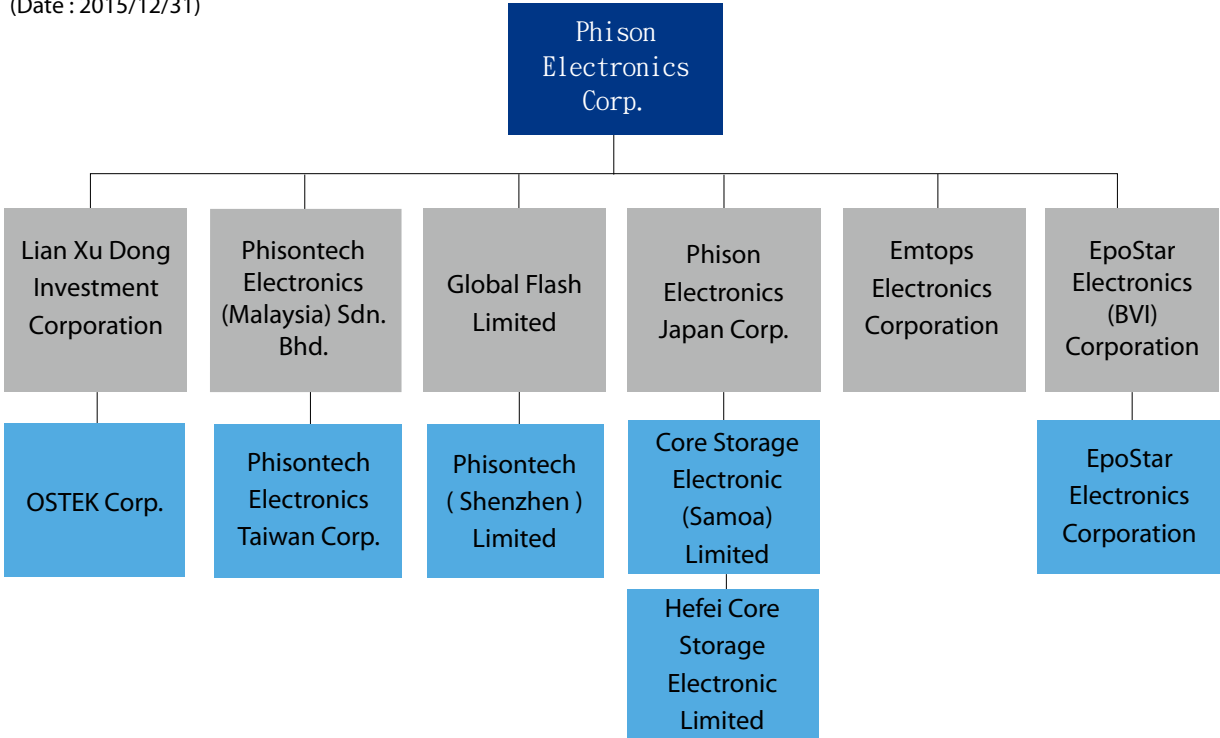 (Date : 2015/12/31)
Phison
Electronics
Corp.
Lian Xu Dong
Investment
Corporation
Phisontech
Electronics
(Malaysia) Sdn.
Bhd.
Global Flash
Limited
Phison
Electronics
Japan Corp.
Emtops
Electronics
Corporation
EpoStar
Electronics
(BVI)
Corporation
OSTEK Corp.
Phisontech
Electronics
Taiwan Corp.
Phisontech
( Shenzhen )
Limited
Core Storage
Electronic
(Samoa)
Limited
EpoStar
Electronics
Corporation
Hefei Core
Storage
Electronic
Limited